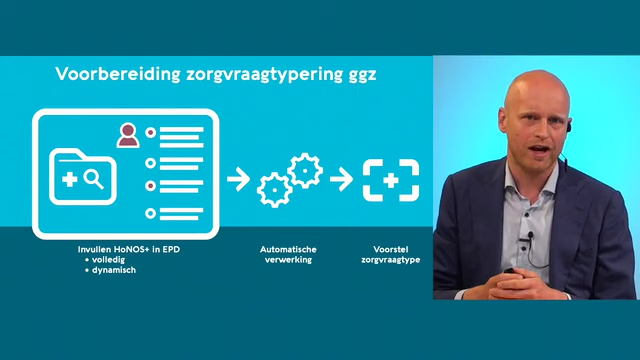 Voorbereiding zorgvraagtypering ggz
Invullen HoNOS+ in EPD
• volledig
• dynamisch
Automatische
verwerking
Voorstel
zorgvraagtype